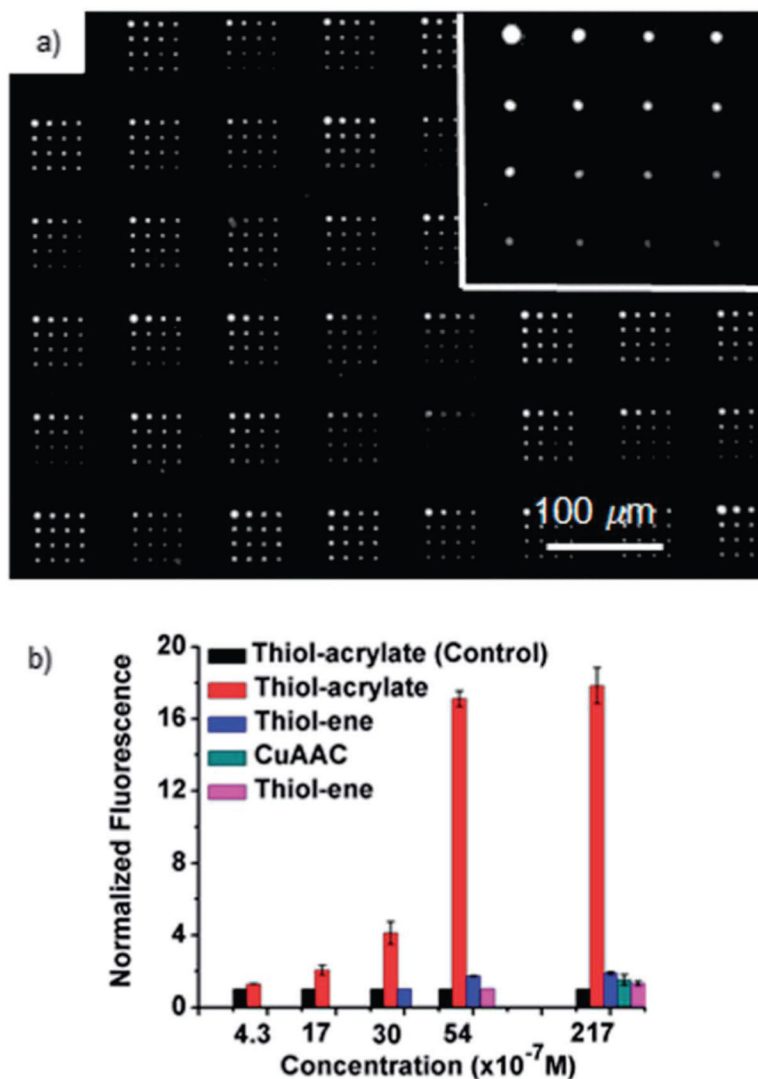 a)
100 μm
b)
Normalized Fluorescence
20
16
12
8
4
0
Thiol-acrylate (Control)
Thiol-acrylate
Thiol-ene
CuAAC
Thiol-ene
4.3 17 30 54 217
Concentration (x10⁻⁷M)